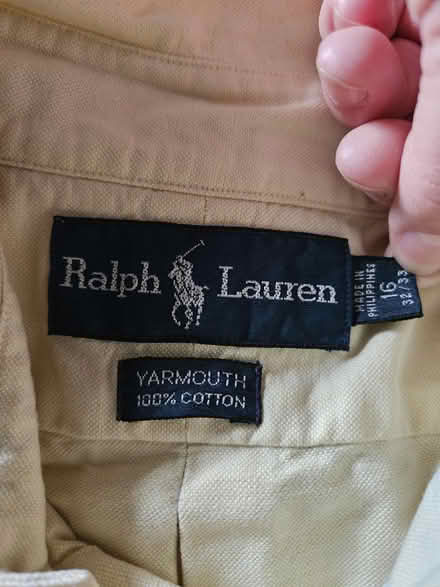 Ralph Lauren
MADE IN
PHILIPPINES
16
32/33
YARMOUTH
100% COTTON